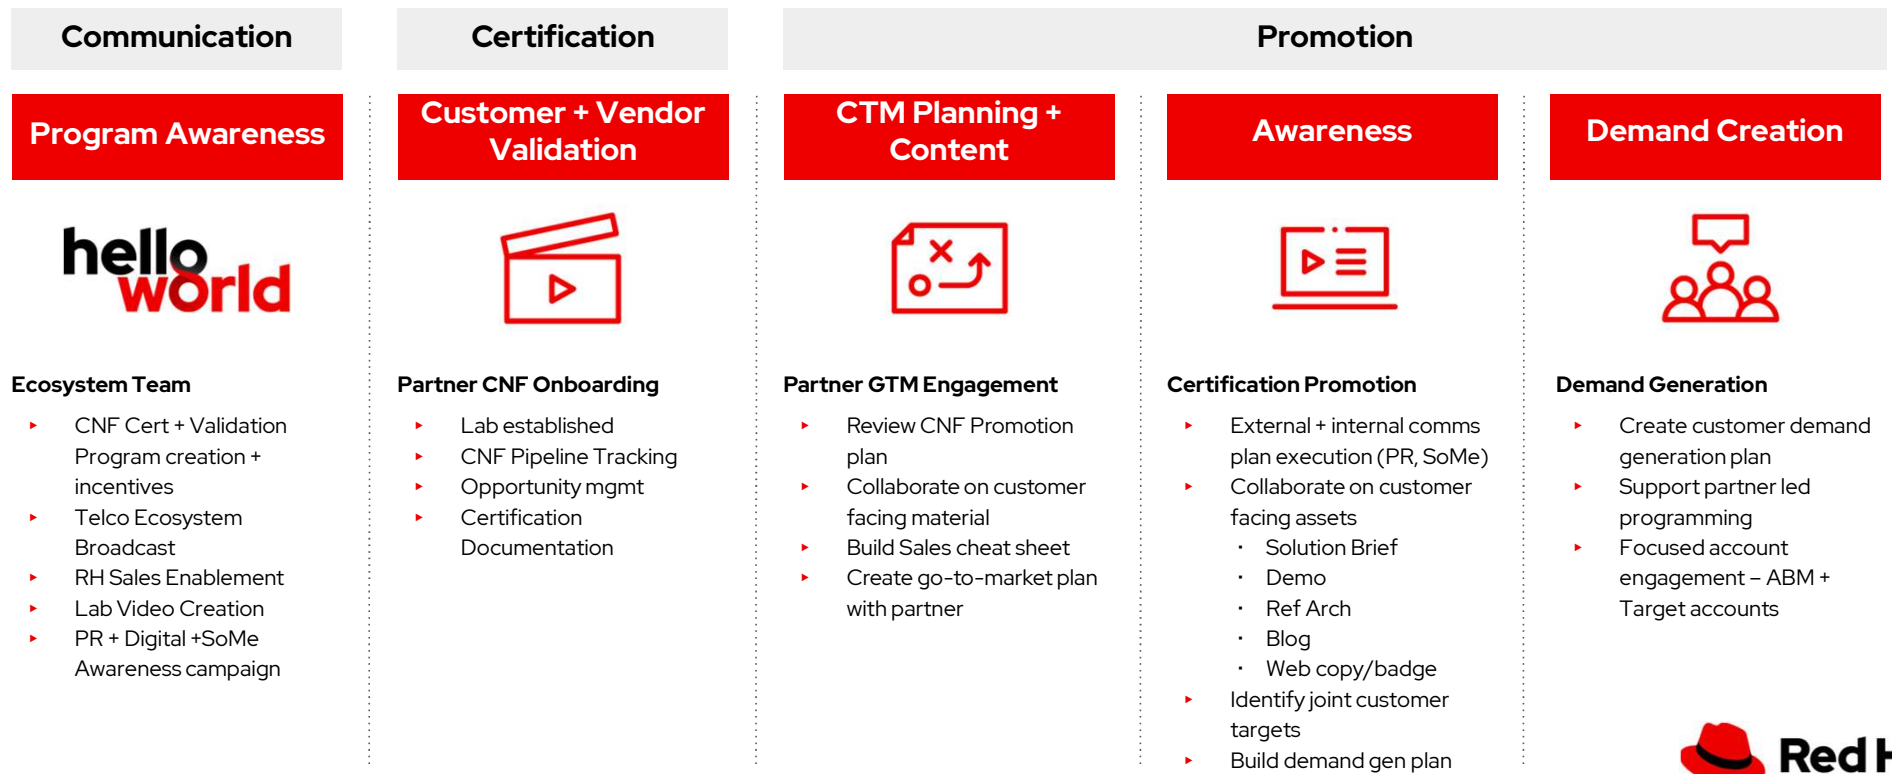 Communication
Certification
Promotion
Program Awareness
Customer + Vendor
Validation
CTM Planning +
Content
Awareness
Demand Creation
hello
world
Ecosystem Team
▸ CNF Cert + Validation
Program creation +
incentives
▸ Telco Ecosystem
Broadcast
▸ RH Sales Enablement
▸ Lab Video Creation
▸ PR + Digital +SoMe
Awareness campaign
Partner CNF Onboarding
▸ Lab established
▸ CNF Pipeline Tracking
▸ Opportunity mgmt
▸ Certification
Documentation
Partner GTM Engagement
▸ Review CNF Promotion
plan
▸ Collaborate on customer
facing material
▸ Build Sales cheat sheet
▸ Create go-to-market plan
with partner
Certification Promotion
▸ External + internal comms
plan execution (PR, SoMe)
▸ Collaborate on customer
facing assets
· Solution Brief
· Demo
· Ref Arch
· Blog
· Web copy/badge
▸ Identify joint customer
targets
▸ Build demand gen plan
Demand Generation
▸ Create customer demand
generation plan
▸ Support partner led
programming
▸ Focused account
engagement – ABM +
Target accounts
Red H